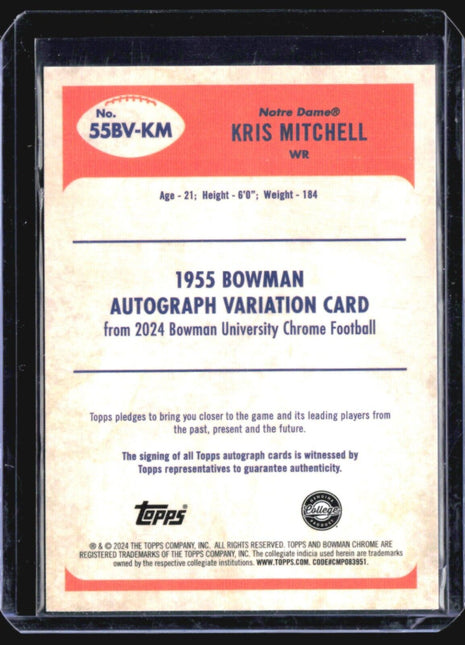 No.
55BV-KM
Notre Dame®
KRIS MITCHELL
WR
Age - 21; Height - 6'0"; Weight - 184
1955 BOWMAN
AUTOGRAPH VARIATION CARD
from 2024 Bowman University Chrome Football
Topps pledges to bring you closer to the game and its leading players from
the past, present and the future.
The signing of all Topps autograph cards is witnessed by
Topps representatives to guarantee authenticity.
Topps
GENUINE
College
PRODUCT
® & © 2024 THE TOPPS COMPANY, INC. ALL RIGHTS RESERVED. TOPPS AND BOWMAN CHROME ARE
REGISTERED TRADEMARKS OF THE TOPPS COMPANY, INC. The collegiate indicia used herein are trademarks
owned by the respective collegiate institutions. WWW.TOPPS.COM. CODE#CMP083951.